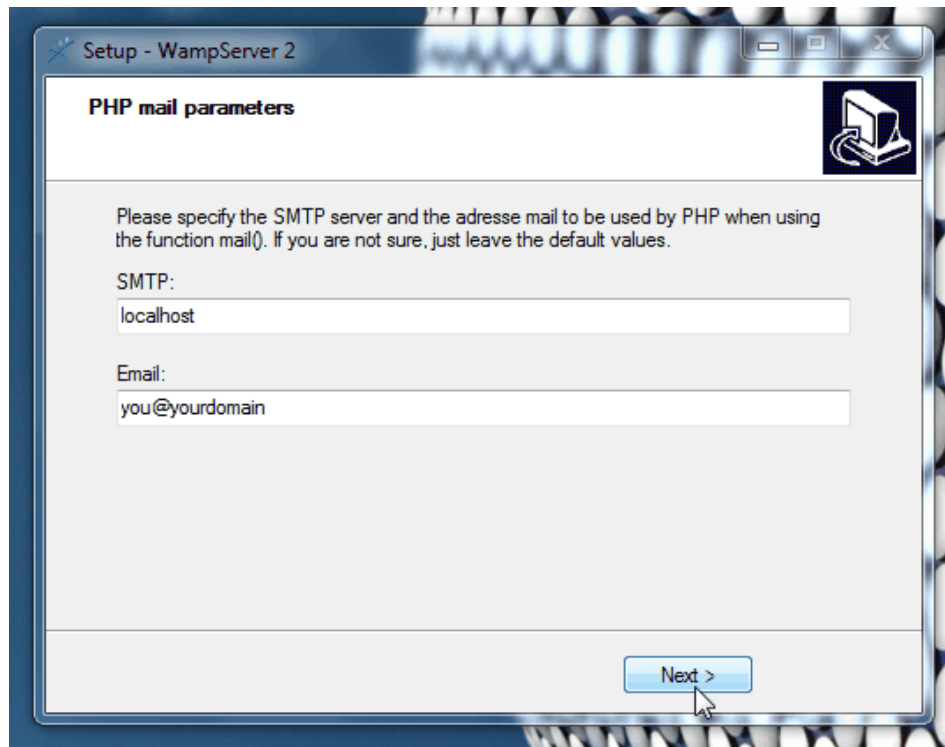 Setup - WampServer 2
PHP mail parameters
Please specify the SMTP server and the adresse mail to be used by PHP when using
the function mail(). If you are not sure, just leave the default values.
SMTP:
localhost
Email:
you@yourdomain
Next >